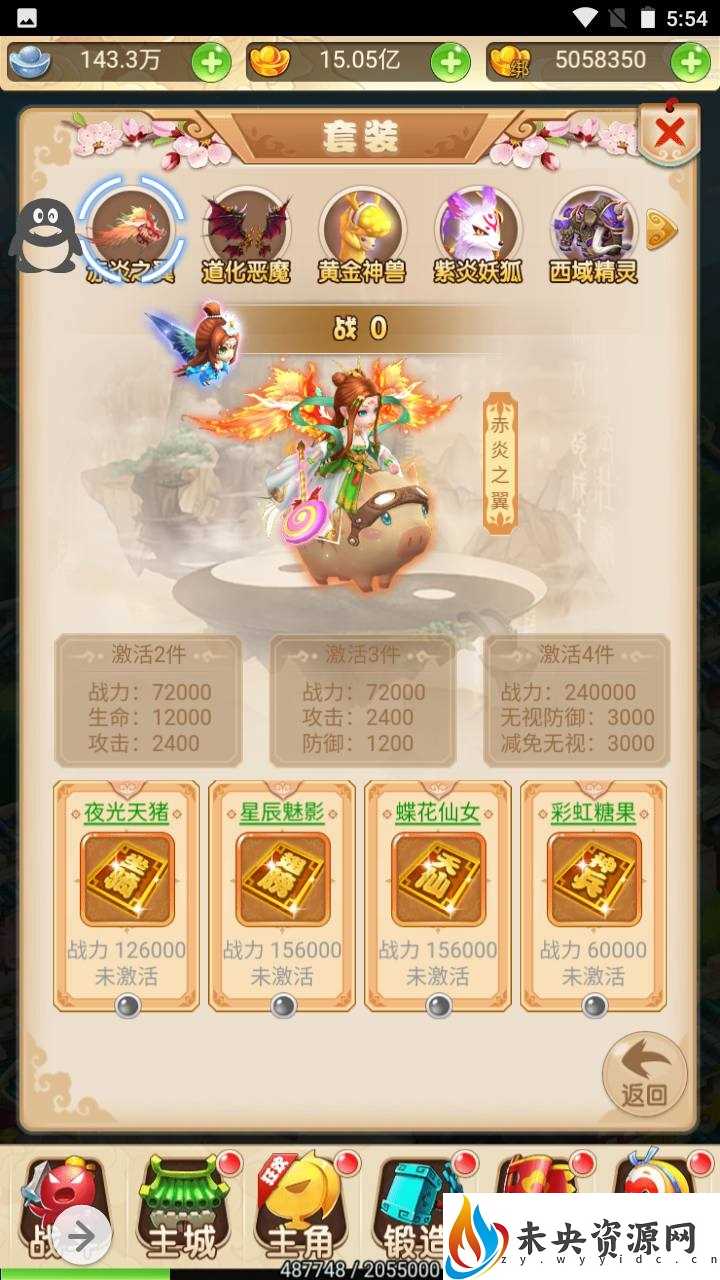 5:54
143.3万
15.05亿
绑
5058350
套装
赤炎之翼
道化恶魔
黄金神兽
紫炎妖狐
西域精灵
战 0
赤炎之翼
激活2件
战力：72000
生命：12000
攻击：2400
激活3件
战力：72000
攻击：2400
防御：1200
激活4件
战力：240000
无视防御：3000
减免无视：3000
夜光天猪
坐骑
战力 126000
未激活
星辰魅影
翅膀
战力 156000
未激活
蝶花仙女
天仙
战力 156000
未激活
彩虹糖果
神兵
战力 60000
未激活
返回
战
主城
狂欢
主角
锻造
487748 / 2055000
未央资源网
zy.wyyidc.cn